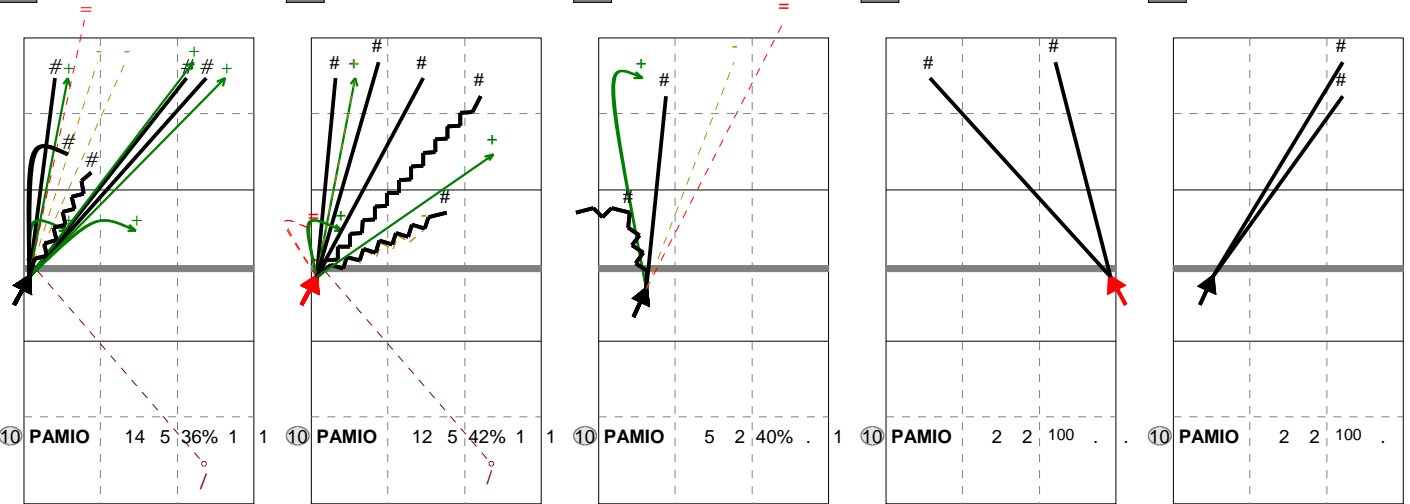 10 PAMIO 14 5 36% 1 1
10 PAMIO 12 5 42% 1 1
10 PAMIO 5 2 40% . 1
10 PAMIO 2 2 100 . .
10 PAMIO 2 2 100 .